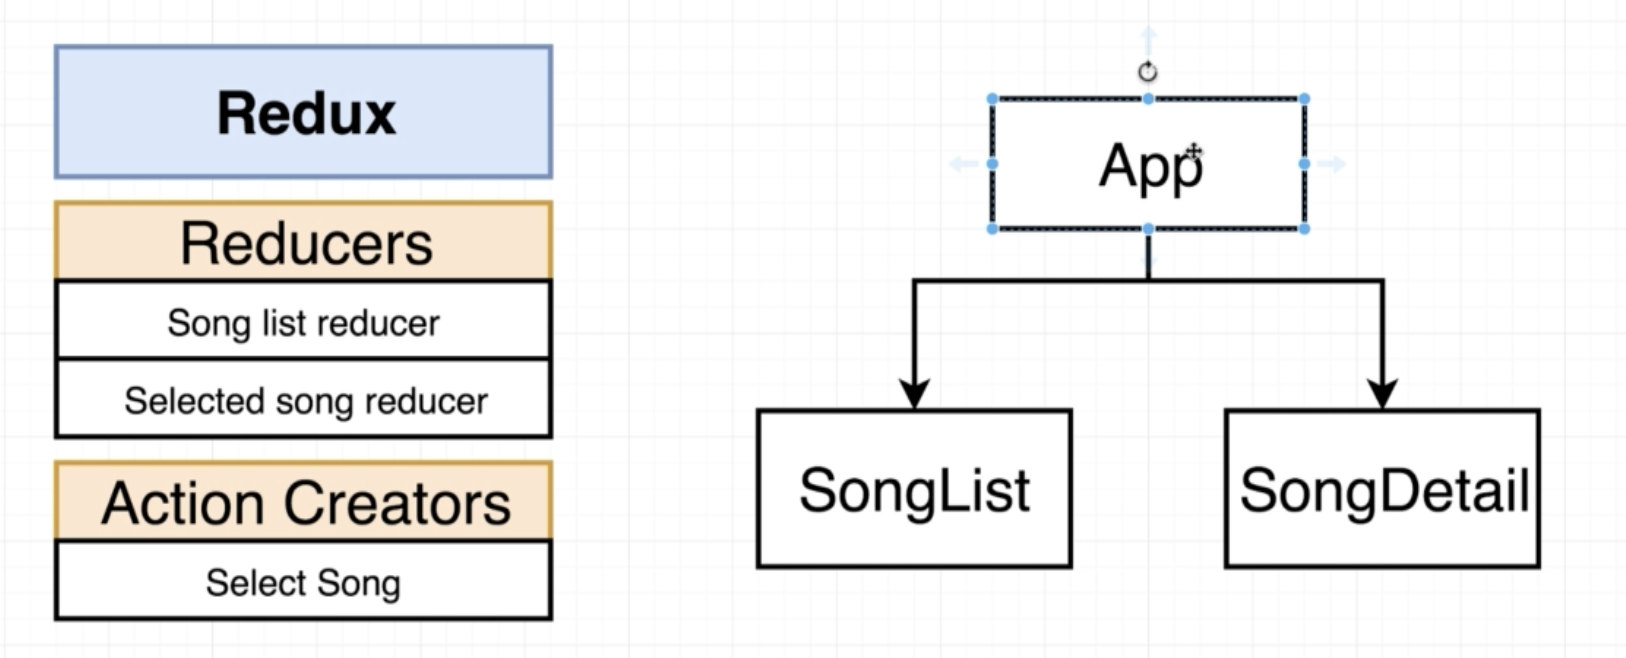 Redux
Reducers
Song list reducer
Selected song reducer
Action Creators
Select Song
App
SongList
SongDetail